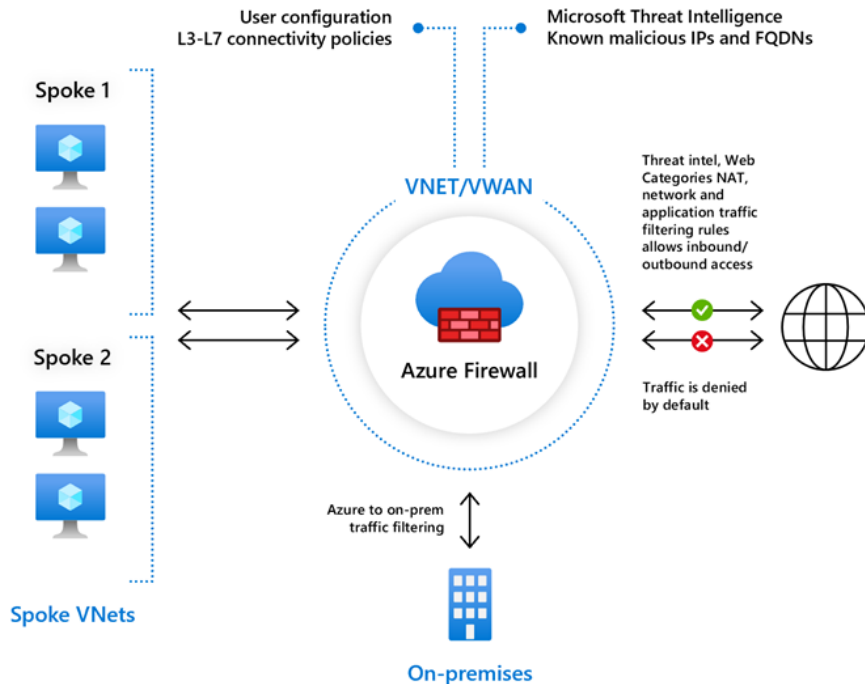 User configuration
L3-L7 connectivity policies
Microsoft Threat Intelligence
Known malicious IPs and FQDNs
Spoke 1
VNET/VWAN
Threat intel, Web
Categories NAT,
network and
application traffic
filtering rules
allows inbound/
outbound access
Spoke 2
Azure Firewall
Traffic is denied
by default
Azure to on-prem
traffic filtering
Spoke VNets
On-premises